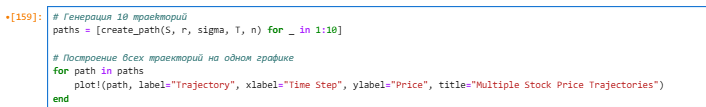 •[159]: # Генерация 10 траекторий
paths = [create_path(S, r, sigma, T, n) for _ in 1:10]
# Построение всех траекторий на одном графике
for path in paths
    plot!(path, label="Trajectory", xlabel="Time Step", ylabel="Price", title="Multiple Stock Price Trajectories")
end